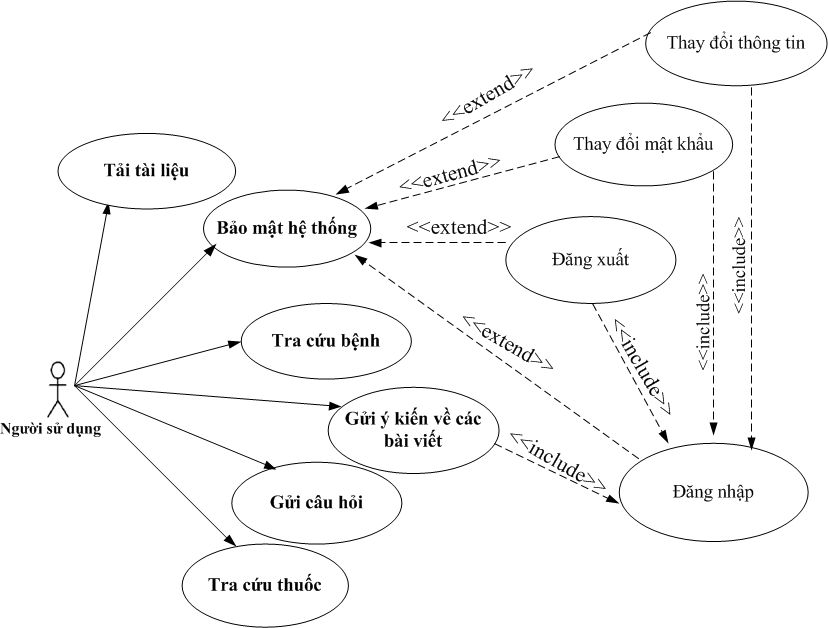 Thay đổi thông tin
<<extend>>
Thay đổi mật khẩu
<<extend>>
Tải tài liệu
Bảo mật hệ thống
<<extend>>
Đăng xuất
<<include>>
<<include>>
<<extend>>
<<include>>
Tra cứu bệnh
Người sử dụng
Gửi ý kiến về các
bài viết
<<include>>
Đăng nhập
Gửi câu hỏi
Tra cứu thuốc